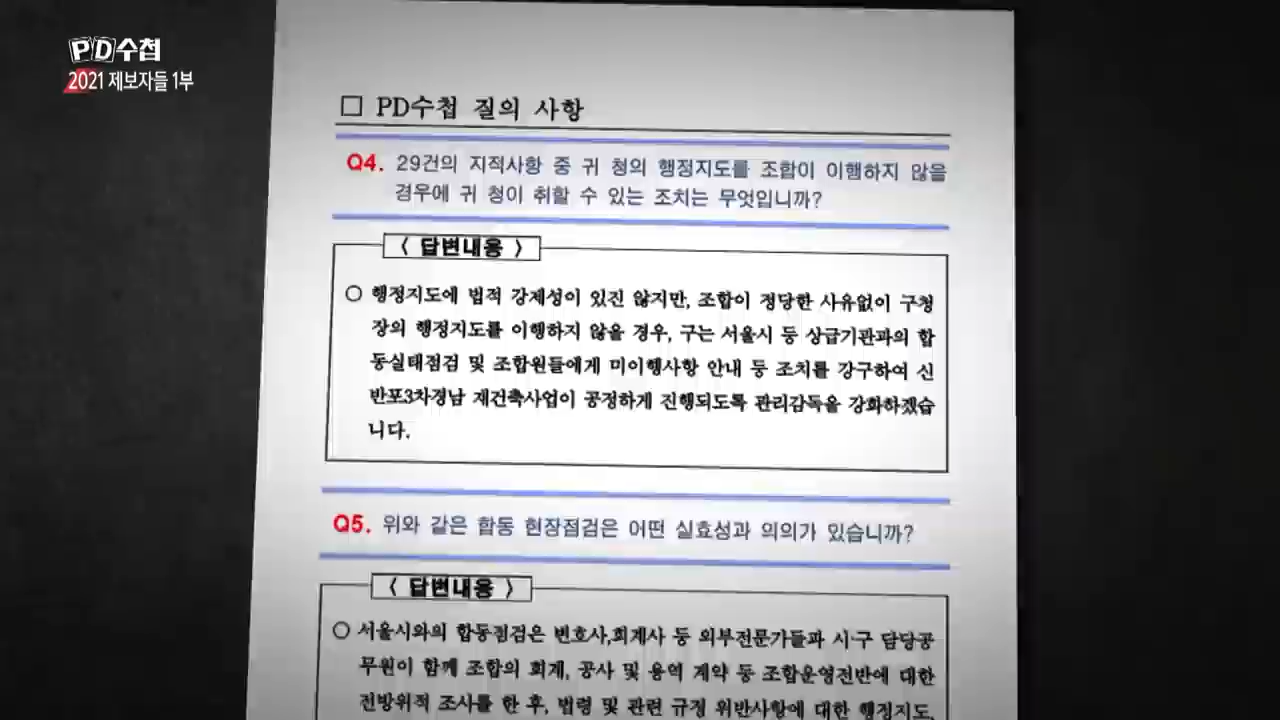 PD수첩
2021 제보자들 1부
□ PD수첩 질의 사항
Q4. 29건의 지적사항 중 귀 청의 행정지도를 조합이 이행하지 않을
경우에 귀 청이 취할 수 있는 조치는 무엇입니까?
< 답변내용 >
○ 행정지도에 법적 강제성이 있진 않지만, 조합이 정당한 사유없이 구청
장의 행정지도를 이행하지 않을 경우, 구는 서울시 등 상급기관과의 합
동실태점검 및 조합원들에게 미이행사항 안내 등 조치를 강구하여 신
반포3차경남 재건축사업이 공정하게 진행되도록 관리감독을 강화하겠습
니다.
Q5. 위와 같은 합동 현장점검은 어떤 실효성과 의의가 있습니까?
< 답변내용 >
○ 서울시와의 합동점검은 변호사,회계사 등 외부전문가들과 시·구 담당공
무원이 함께 조합의 회계, 공사 및 용역 계약 등 조합운영전반에 대한
전방위적 조사를 한 후, 법령 및 관련 규정 위반사항에 대한 행정지도,